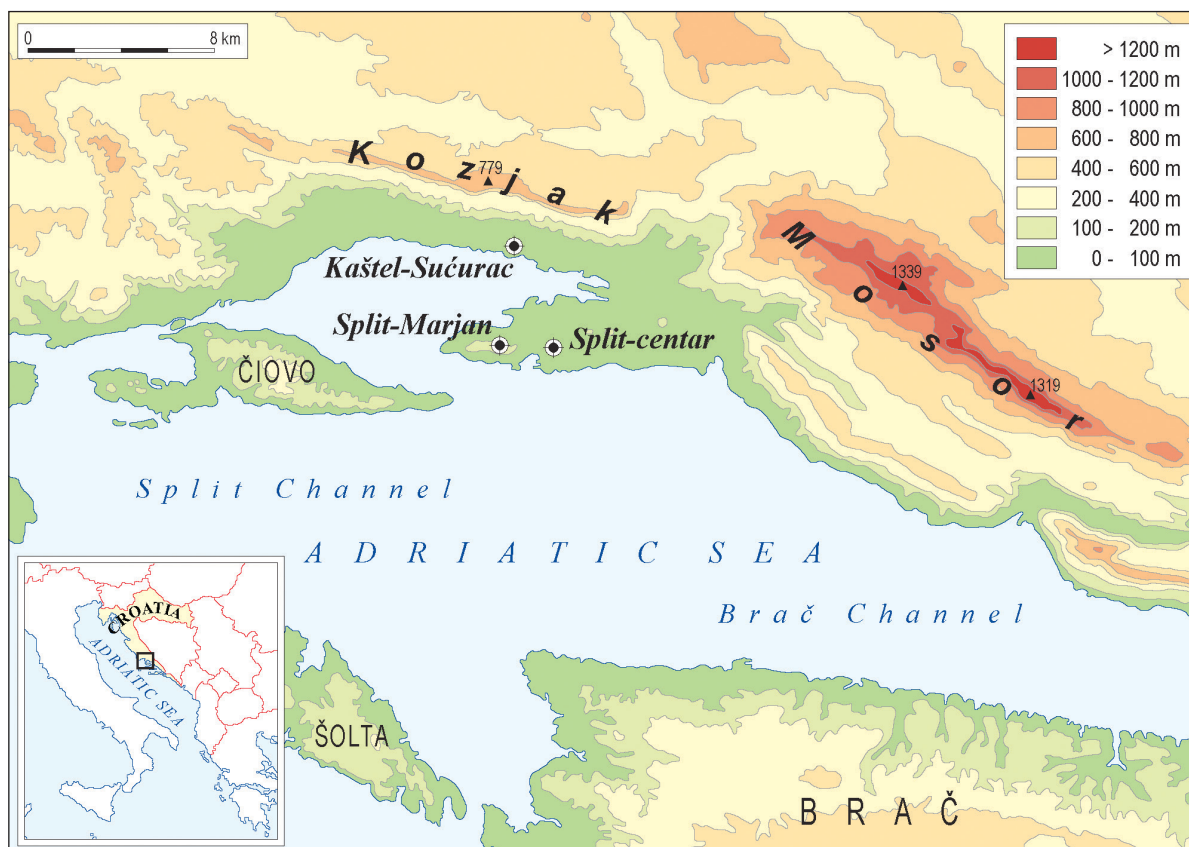 0 8 km
> 1200 m
1000 - 1200 m
800 - 1000 m
600 - 800 m
400 - 600 m
200 - 400 m
100 - 200 m
0 - 100 m
Kozjak
779
Mosor
1339
1319
Kaštel-Sućurac
Split-Marjan
Split-centar
ČIOVO
Split Channel
ADRIATIC SEA
Brač Channel
CROATIA
ADRIATIC SEA
ŠOLTA
BRAČ